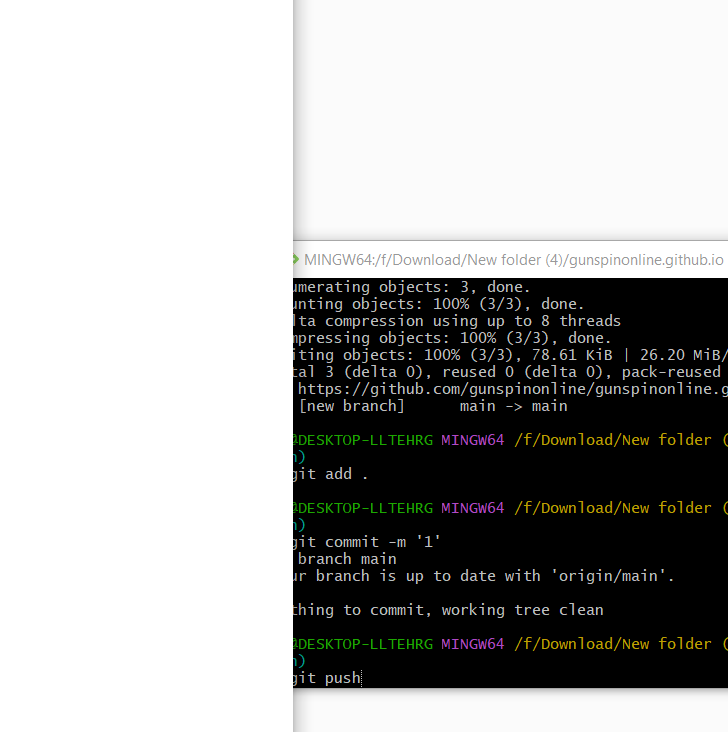 MINGW64:/f/Download/New folder (4)/gunspinonline.github.io
umerating objects: 3, done.
unting objects: 100% (3/3), done.
lta compression using up to 8 threads
mpressing objects: 100% (3/3), done.
iting objects: 100% (3/3), 78.61 KiB | 26.20 MiB/
tal 3 (delta 0), reused 0 (delta 0), pack-reused
https://github.com/gunspinonline/gunspinonline.g
[new branch]      main -> main
@DESKTOP-LLTEHRG MINGW64 /f/Download/New folder (
n)
git add .
@DESKTOP-LLTEHRG MINGW64 /f/Download/New folder (
n)
git commit -m '1'
branch main
ur branch is up to date with 'origin/main'.
thing to commit, working tree clean
@DESKTOP-LLTEHRG MINGW64 /f/Download/New folder (
n)
git push